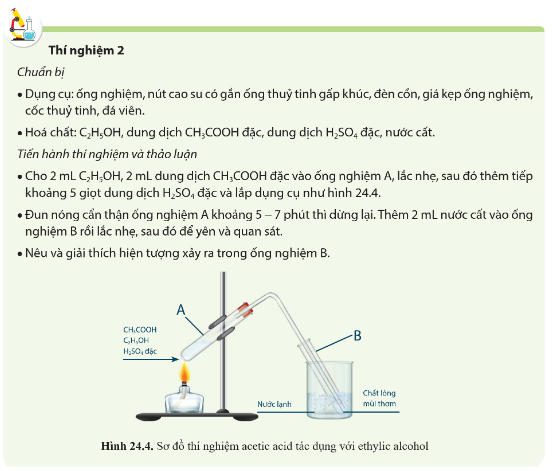 Thí nghiệm 2
Chuẩn bị
• Dụng cụ: ống nghiệm, nút cao su có gắn ống thuỷ tinh gấp khúc, đèn cồn, giá kẹp ống nghiệm,
cốc thuỷ tinh, đá viên.
• Hoá chất: C₂H₅OH, dung dịch CH₃COOH đặc, dung dịch H₂SO₄ đặc, nước cất.
Tiến hành thí nghiệm và thảo luận
• Cho 2 mL C₂H₅OH, 2 mL dung dịch CH₃COOH đặc vào ống nghiệm A, lắc nhẹ, sau đó thêm tiếp
khoảng 5 giọt dung dịch H₂SO₄ đặc và lắp dụng cụ như hình 24.4.
• Đun nóng cẩn thận ống nghiệm A khoảng 5 – 7 phút thì dừng lại. Thêm 2 mL nước cất vào ống
nghiệm B rồi lắc nhẹ, sau đó để yên và quan sát.
• Nêu và giải thích hiện tượng xảy ra trong ống nghiệm B.
A
CH₃COOH
C₂H₅OH
H₂SO₄ đặc
B
Nước lạnh
Chất lỏng
mùi thơm
Hình 24.4. Sơ đồ thí nghiệm acetic acid tác dụng với ethylic alcohol